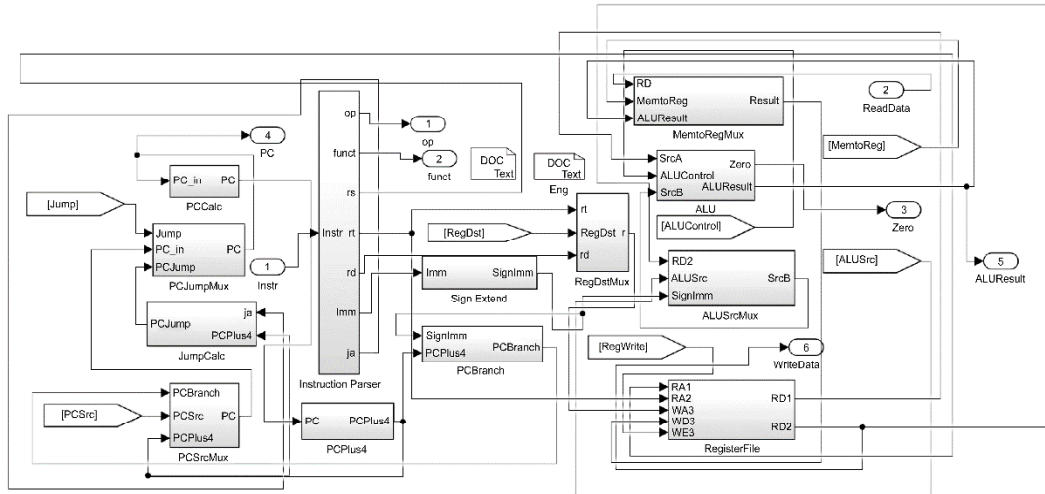 4
PC
PC_in
PC
PCCalc
[Jump]
Jump
PC_in
PCJump
PC
PCJumpMux
1
Instr
PCJump
ja
PCPlus4
JumpCalc
[PCSrc]
PCBranch
PCSrc
PCPlus4
PC
PCSrcMux
Instr
op
funct
rs
rt
rd
Imm
ja
Instruction Parser
1
op
2
funct
DOC
Text
DOC
Text
Eng
[RegDst]
rt
RegDst
rd
r
RegDstMux
Imm
SignImm
Sign Extend
SignImm
PCPlus4
PCBranch
PCBranch
PC
PCPlus4
PCPlus4
RD
MemtoReg
ALUResult
Result
MemtoRegMux
2
ReadData
[MemtoReg]
SrcA
ALUControl
SrcB
Zero
ALUResult
ALU
[ALUControl]
3
Zero
[ALUSrc]
5
ALUResult
RD2
ALUSrc
SignImm
SrcB
ALUSrcMux
[RegWrite]
6
WriteData
RA1
RA2
WA3
WD3
WE3
RD1
RD2
RegisterFile